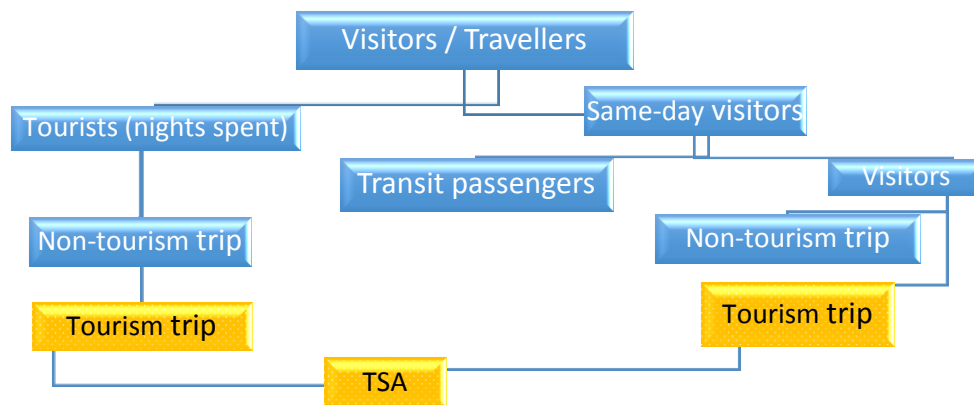 Visitors / Travellers
Tourists (nights spent)
Same-day visitors
Transit passengers
Visitors
Non-tourism trip
Non-tourism trip
Tourism trip
Tourism trip
TSA